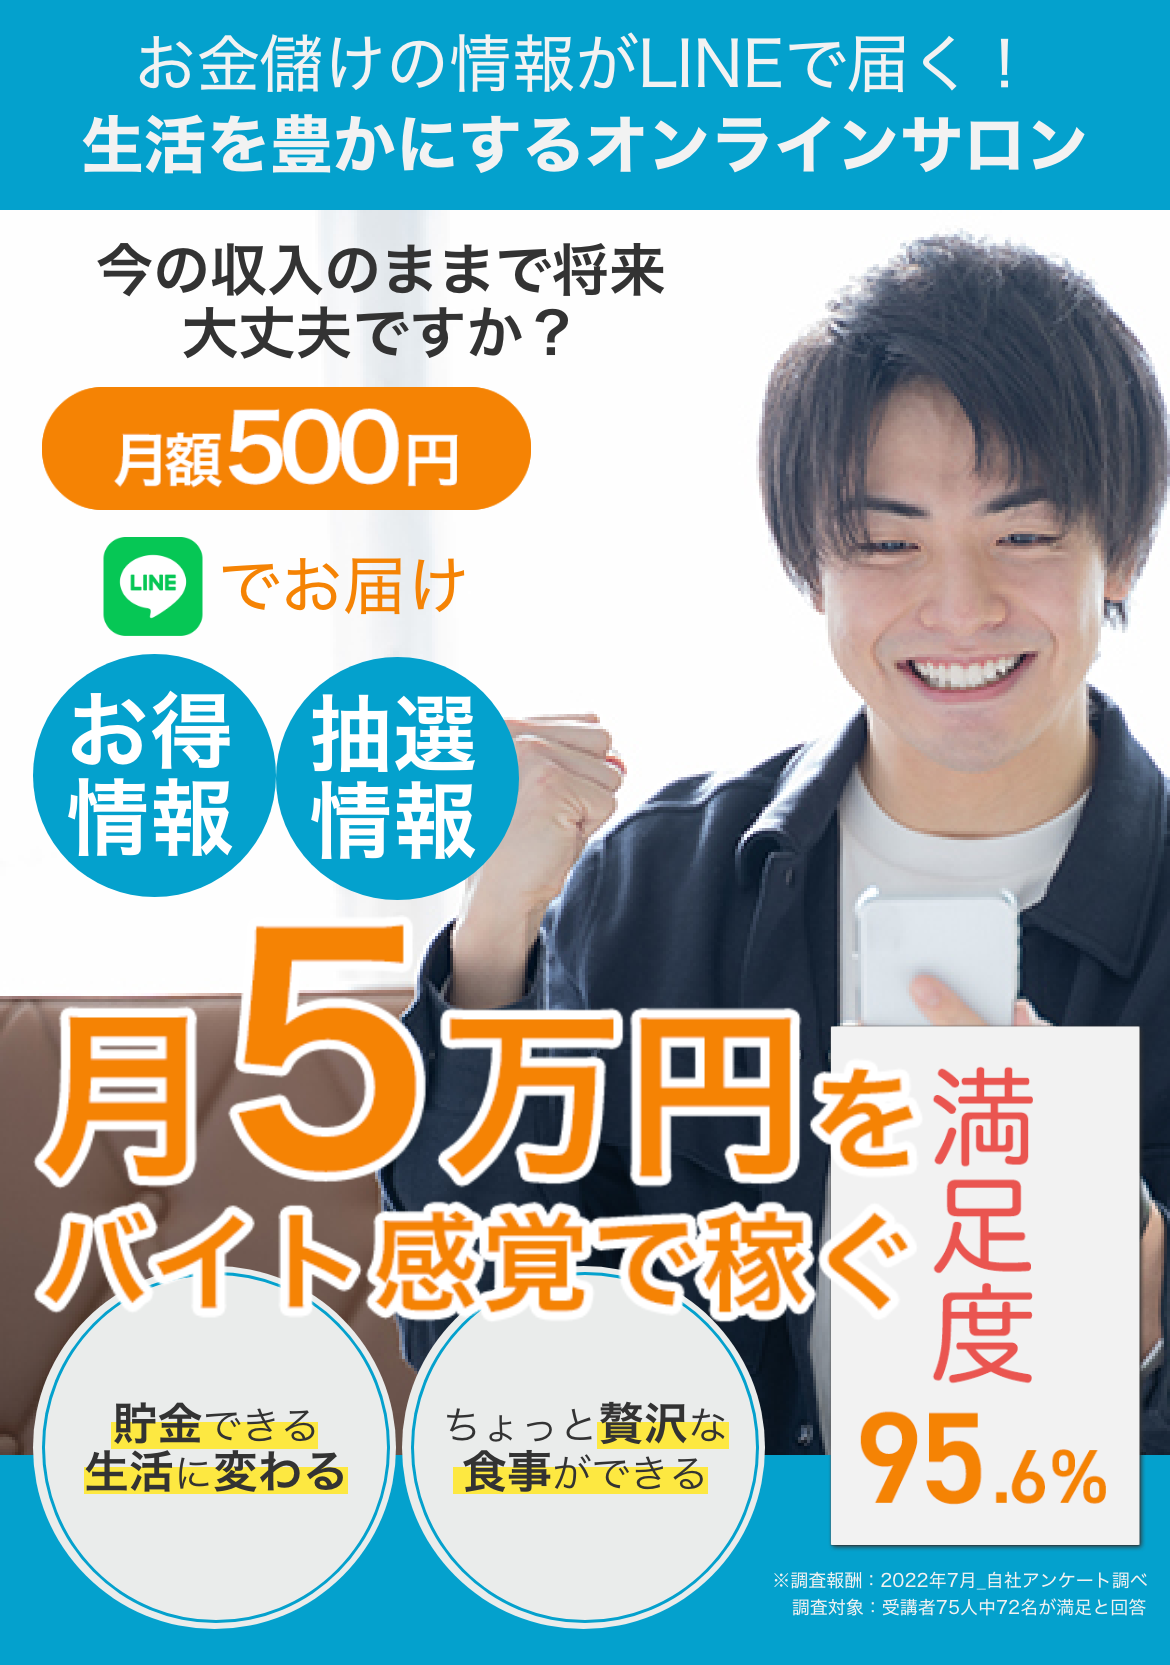 お金儲けの情報がLINEで届く！
生活を豊かにするオンラインサロン
今の収入のままで将来
大丈夫ですか？
月額500円
LINE でお届け
お得
情報
抽選
情報
月5万円を
バイト感覚で稼ぐ
満足度
95.6%
貯金できる
生活に変わる
ちょっと贅沢な
食事ができる
※調査報酬：2022年7月_自社アンケート調べ
調査対象：受講者75人中72名が満足と回答